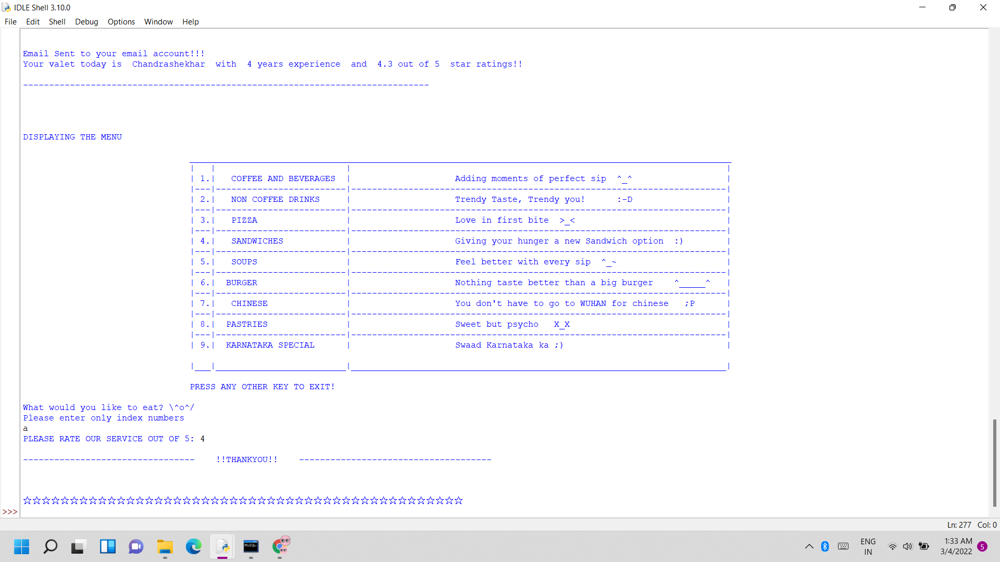 IDLE Shell 3.10.0
File Edit Shell Debug Options Window Help
Email Sent to your email account!!!
Your valet today is  Chandrashekhar  with  4 years experience  and  4.3 out of 5  star ratings!!
------------------------------------------------------------------------------
DISPLAYING THE MENU
| 1.|   COFFEE AND BEVERAGES  |                    Adding moments of perfect sip  ^_^                  |
|---|-------------------------|------------------------------------------------------------------------|
| 2.|   NON COFFEE DRINKS     |                    Trendy Taste, Trendy you!      :-D                  |
|---|-------------------------|------------------------------------------------------------------------|
| 3.|   PIZZA                 |                    Love in first bite  >_<                             |
|---|-------------------------|------------------------------------------------------------------------|
| 4.|   SANDWICHES            |                    Giving your hunger a new Sandwich option  :)        |
|---|-------------------------|------------------------------------------------------------------------|
| 5.|   SOUPS                 |                    Feel better with every sip  ^_~                     |
|---|-------------------------|------------------------------------------------------------------------|
| 6.|  BURGER                 |                    Nothing taste better than a big burger    ^_____^   |
|---|-------------------------|------------------------------------------------------------------------|
| 7.|   CHINESE               |                    You don't have to go to WUHAN for chinese   ;P      |
|---|-------------------------|------------------------------------------------------------------------|
| 8.|  PASTRIES               |                    Sweet but psycho   X_X                              |
|---|-------------------------|------------------------------------------------------------------------|
| 9.|  KARNATAKA SPECIAL      |                    Swaad Karnataka ka ;)                               |
|___|_________________________|________________________________________________________________________|
PRESS ANY OTHER KEY TO EXIT!
What would you like to eat? \^o^/
Please enter only index numbers
a
PLEASE RATE OUR SERVICE OUT OF 5: 4
---------------------------------    !!THANKYOU!!    -------------------------------------
☆☆☆☆☆☆☆☆☆☆☆☆☆☆☆☆☆☆☆☆☆☆☆☆☆☆☆☆☆☆☆☆☆☆☆☆☆☆☆☆☆☆☆☆☆☆☆
>>>
Ln: 277 Col: 0
MySQL
ENG
IN
1:33 AM
3/4/2022
5